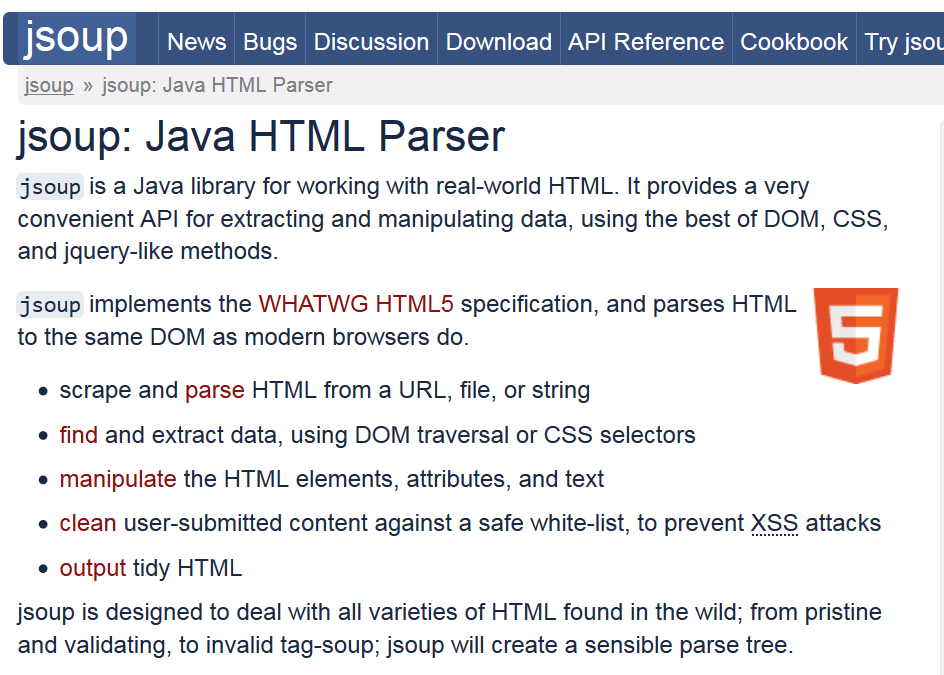 jsoup News Bugs Discussion Download API Reference Cookbook Try jsou
jsoup » jsoup: Java HTML Parser
jsoup: Java HTML Parser
jsoup is a Java library for working with real-world HTML. It provides a very
convenient API for extracting and manipulating data, using the best of DOM, CSS,
and jquery-like methods.
jsoup implements the WHATWG HTML5 specification, and parses HTML
to the same DOM as modern browsers do.
5
• scrape and parse HTML from a URL, file, or string
• find and extract data, using DOM traversal or CSS selectors
• manipulate the HTML elements, attributes, and text
• clean user-submitted content against a safe white-list, to prevent XSS attacks
• output tidy HTML
jsoup is designed to deal with all varieties of HTML found in the wild; from pristine
and validating, to invalid tag-soup; jsoup will create a sensible parse tree.